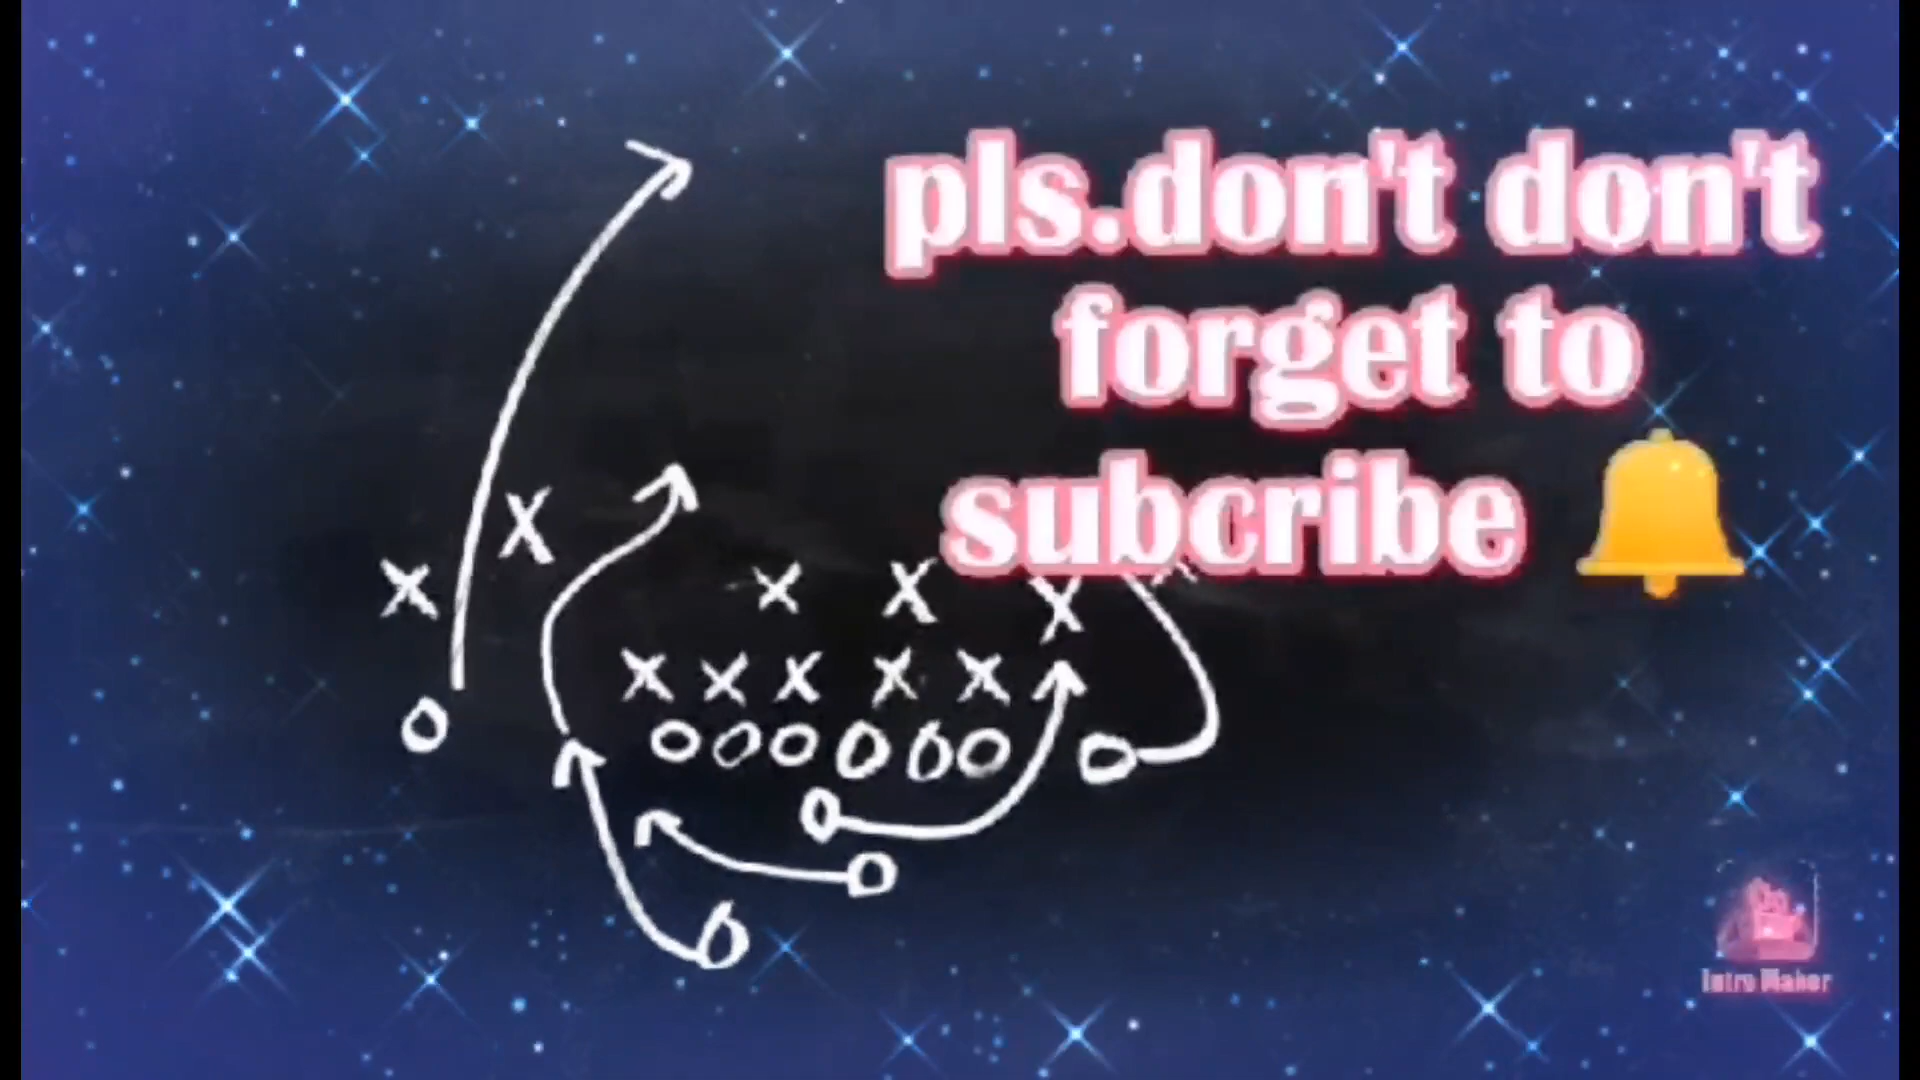 pls.don't don't
forget to
subcribe
X
X
X X X
X X X X X
O
O O O O O O O
O
O
O
Intro Maker